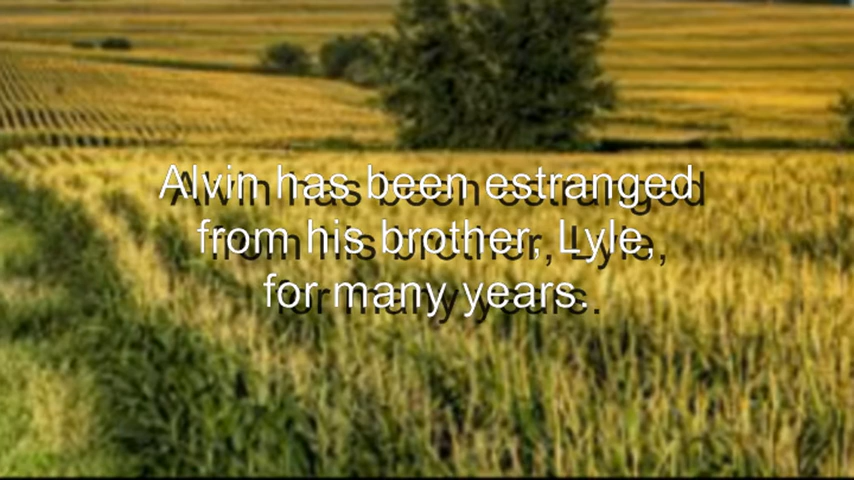 Alvin has been estranged
from his brother, Lyle,
for many years.